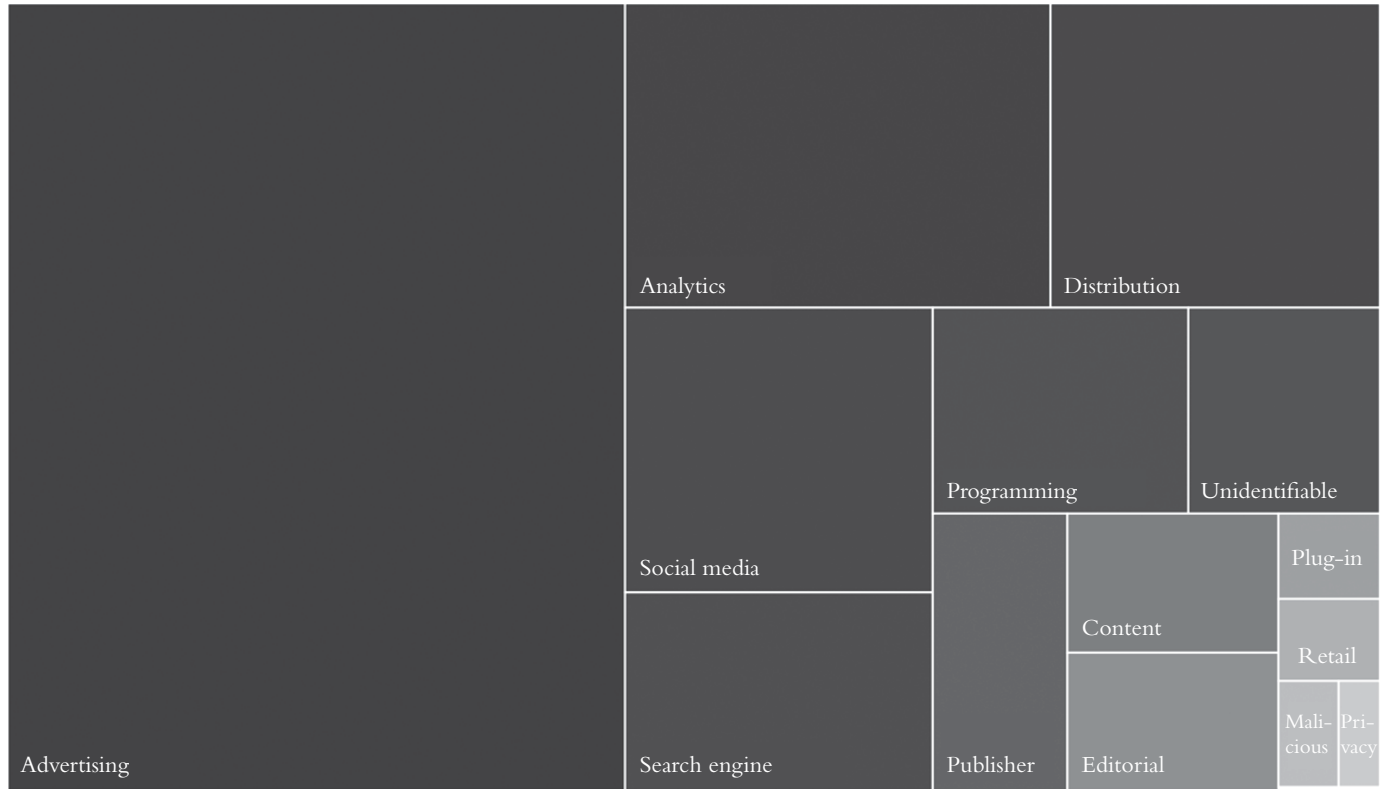 Analytics
Distribution
Programming
Unidentifiable
Social media
Plug-in
Content
Retail
Mali-
cious
Pri-
vacy
Advertising
Search engine
Publisher
Editorial